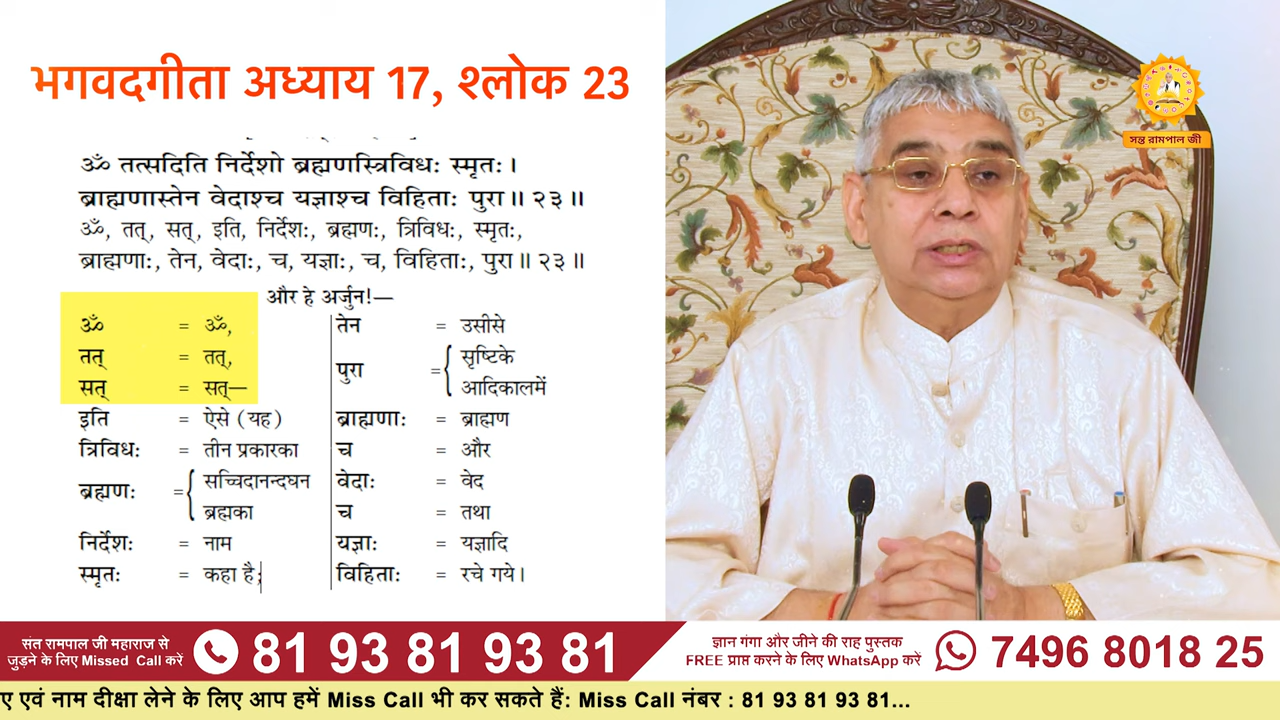 भगवदगीता अध्याय 17, श्लोक 23
ॐ तत्सदिति निर्देशो ब्रह्मणस्त्रिविधः स्मृतः।
ब्राह्मणास्तेन वेदाश्च यज्ञाश्च विहिताः पुरा॥ २३॥
ॐ, तत्, सत्, इति, निर्देशः, ब्रह्मणः, त्रिविधः, स्मृतः,
ब्राह्मणाः, तेन, वेदाः, च, यज्ञाः, च, विहिताः, पुरा॥ २३॥
और हे अर्जुन!—
ॐ = ॐ,
तत् = तत्,
सत् = सत्—
इति = ऐसे (यह)
त्रिविधः = तीन प्रकारका
ब्रह्मणः = { सच्चिदानन्दघन
ब्रह्मका
निर्देशः = नाम
स्मृतः = कहा है;
तेन = उसीसे
पुरा = { सृष्टिके
आदिकालमें
ब्राह्मणाः = ब्राह्मण
च = और
वेदाः = वेद
च = तथा
यज्ञाः = यज्ञादि
विहिताः = रचे गये।
सन्त रामपाल जी
संत रामपाल जी महाराज से
जुड़ने के लिए Missed Call करें
81 93 81 93 81
ज्ञान गंगा और जीने की राह पुस्तक
FREE प्राप्त करने के लिए WhatsApp करें
7496 8018 25
ए एवं नाम दीक्षा लेने के लिए आप हमें Miss Call भी कर सकते हैं: Miss Call नंबर : 81 93 81 93 81...